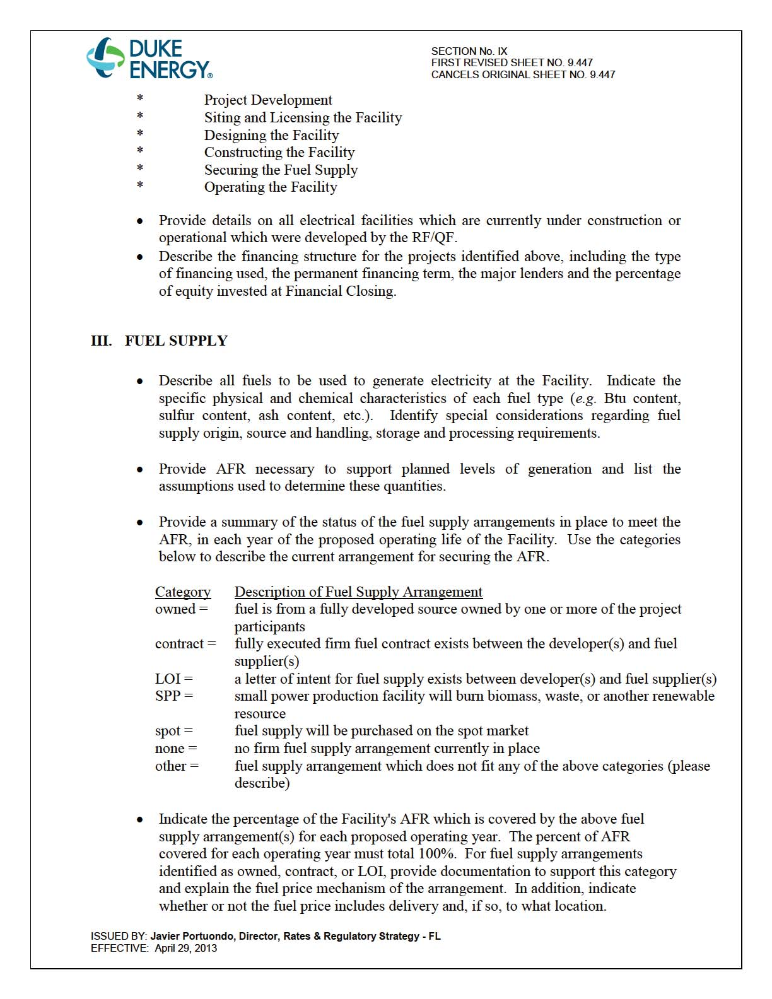 DUKE
ENERGY®
SECTION No. IX
FIRST REVISED SHEET NO. 9.447
CANCELS ORIGINAL SHEET NO. 9.447
* Project Development
* Siting and Licensing the Facility
* Designing the Facility
* Constructing the Facility
* Securing the Fuel Supply
* Operating the Facility
• Provide details on all electrical facilities which are currently under construction or
operational which were developed by the RF/QF.
• Describe the financing structure for the projects identified above, including the type
of financing used, the permanent financing term, the major lenders and the percentage
of equity invested at Financial Closing.
III. FUEL SUPPLY
• Describe all fuels to be used to generate electricity at the Facility. Indicate the
specific physical and chemical characteristics of each fuel type (e.g. Btu content,
sulfur content, ash content, etc.). Identify special considerations regarding fuel
supply origin, source and handling, storage and processing requirements.
• Provide AFR necessary to support planned levels of generation and list the
assumptions used to determine these quantities.
• Provide a summary of the status of the fuel supply arrangements in place to meet the
AFR, in each year of the proposed operating life of the Facility. Use the categories
below to describe the current arrangement for securing the AFR.
Category Description of Fuel Supply Arrangement
owned = fuel is from a fully developed source owned by one or more of the project
participants
contract = fully executed firm fuel contract exists between the developer(s) and fuel
supplier(s)
LOI = a letter of intent for fuel supply exists between developer(s) and fuel supplier(s)
SPP = small power production facility will burn biomass, waste, or another renewable
resource
spot = fuel supply will be purchased on the spot market
none = no firm fuel supply arrangement currently in place
other = fuel supply arrangement which does not fit any of the above categories (please
describe)
• Indicate the percentage of the Facility's AFR which is covered by the above fuel
supply arrangement(s) for each proposed operating year. The percent of AFR
covered for each operating year must total 100%. For fuel supply arrangements
identified as owned, contract, or LOI, provide documentation to support this category
and explain the fuel price mechanism of the arrangement. In addition, indicate
whether or not the fuel price includes delivery and, if so, to what location.
ISSUED BY: Javier Portuondo, Director, Rates & Regulatory Strategy - FL
EFFECTIVE: April 29, 2013